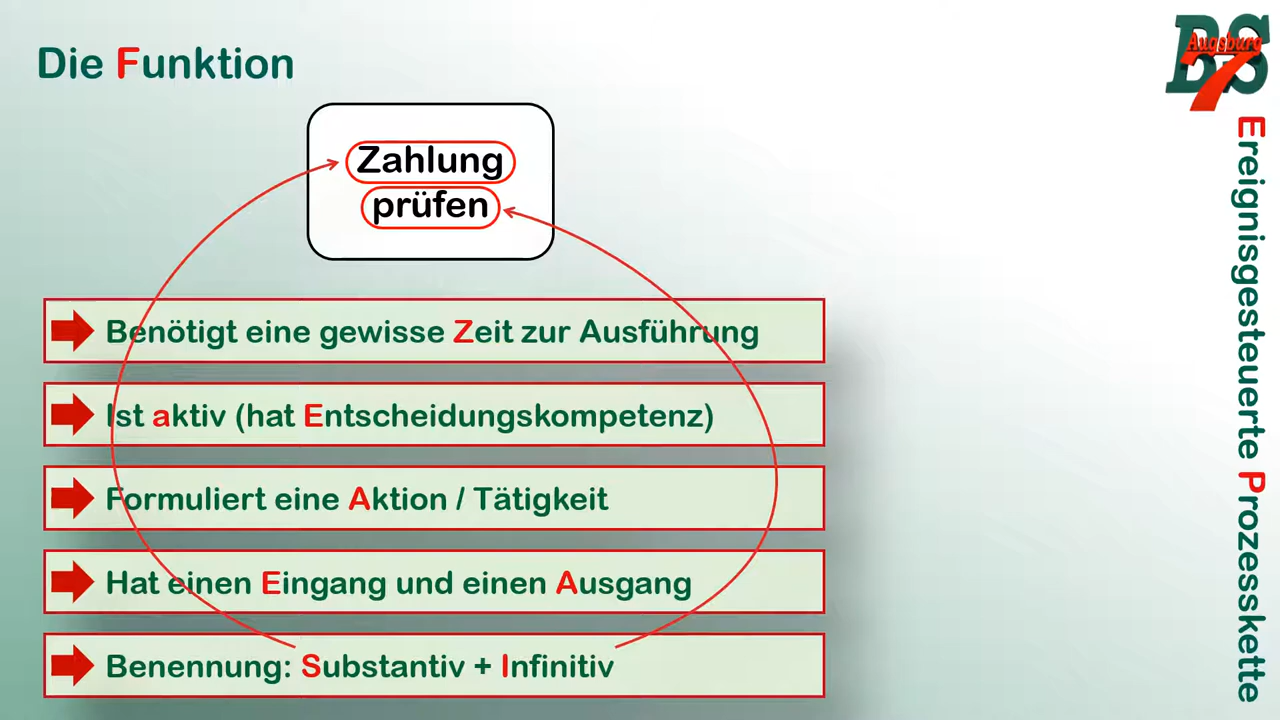 Die Funktion
Zahlung
prüfen
Benötigt eine gewisse Zeit zur Ausführung
Ist aktiv (hat Entscheidungskompetenz)
Formuliert eine Aktion / Tätigkeit
Hat einen Eingang und einen Ausgang
Benennung: Substantiv + Infinitiv
BS
Augsburg
7
Ereignisgesteuerte Prozesskette